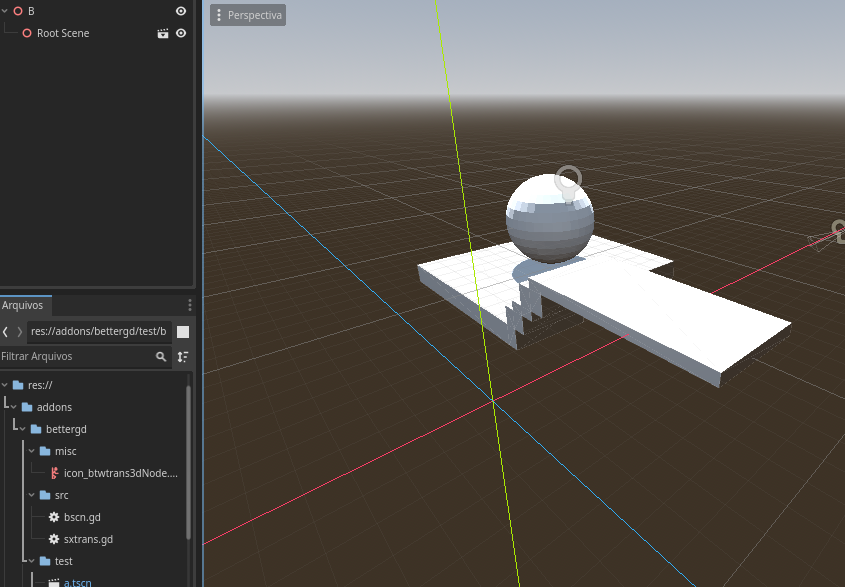 B
Root Scene
Perspectiva
Arquivos
res://addons/bettergd/test/b
Filtrar Arquivos
res://
addons
bettergd
misc
icon_btwtrans3dNode....
src
bscn.gd
sxtrans.gd
test
a.tscn